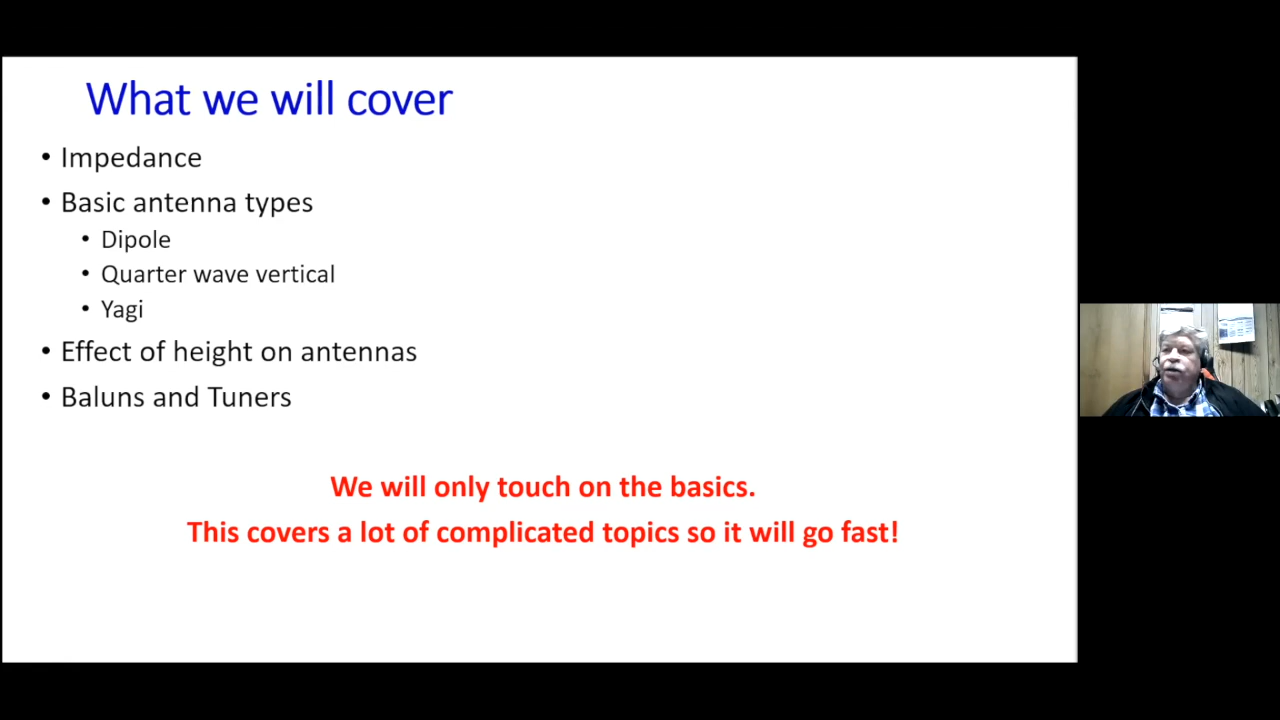 What we will cover
• Impedance
• Basic antenna types
• Dipole
• Quarter wave vertical
• Yagi
• Effect of height on antennas
• Baluns and Tuners
We will only touch on the basics.
This covers a lot of complicated topics so it will go fast!